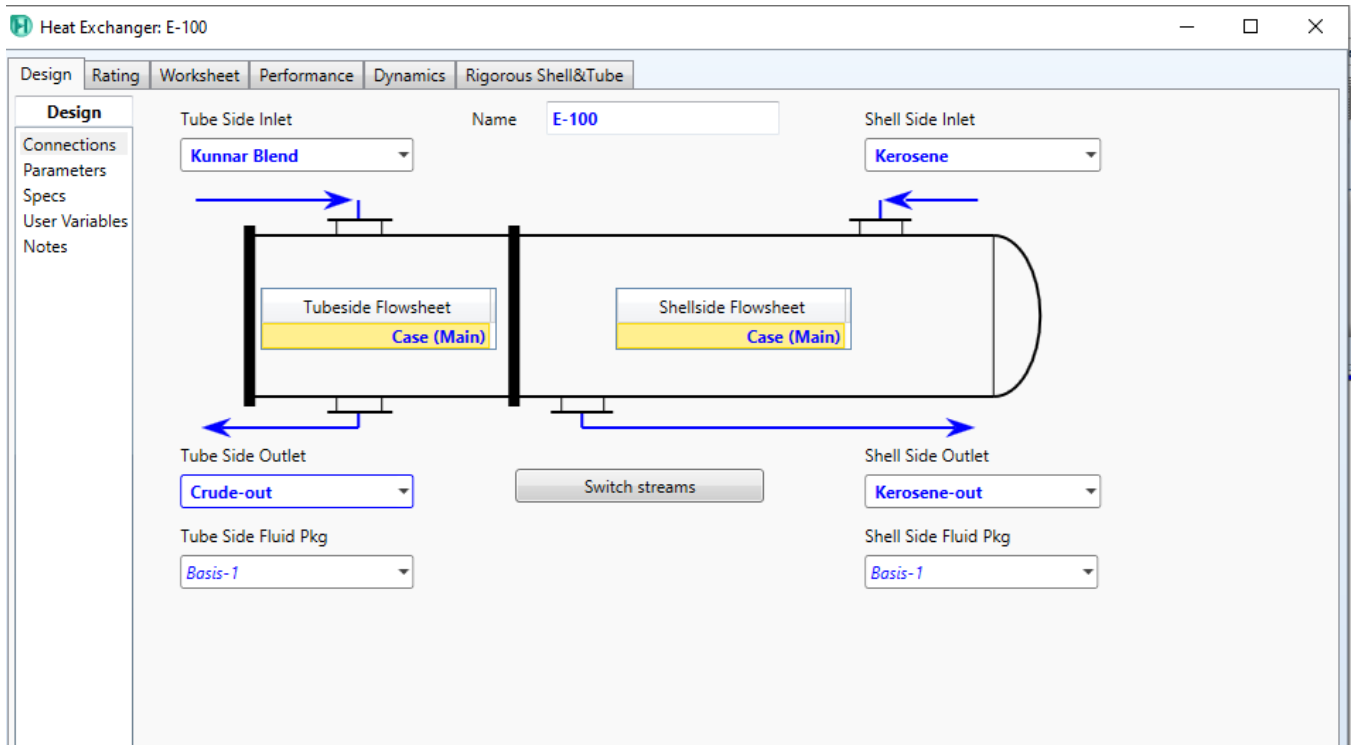 Heat Exchanger: E-100
Design Rating Worksheet Performance Dynamics Rigorous Shell&Tube
Design
Connections
Parameters
Specs
User Variables
Notes
Tube Side Inlet
Kunnar Blend
Name E-100
Shell Side Inlet
Kerosene
Tubeside Flowsheet
Case (Main)
Shellside Flowsheet
Case (Main)
Tube Side Outlet
Crude-out
Switch streams
Shell Side Outlet
Kerosene-out
Tube Side Fluid Pkg
Basis-1
Shell Side Fluid Pkg
Basis-1